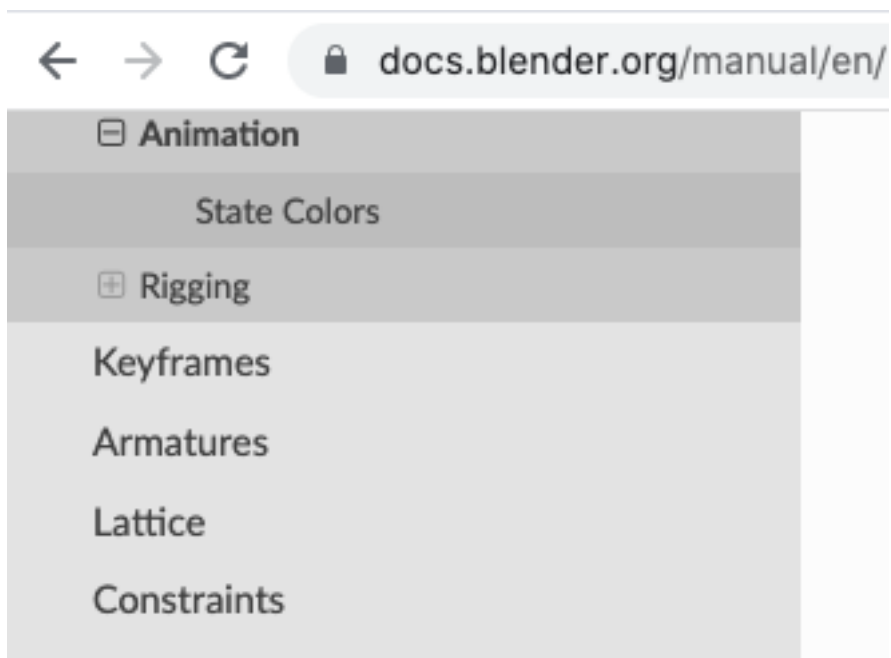 docs.blender.org/manual/en/
Animation
State Colors
Rigging
Keyframes
Armatures
Lattice
Constraints